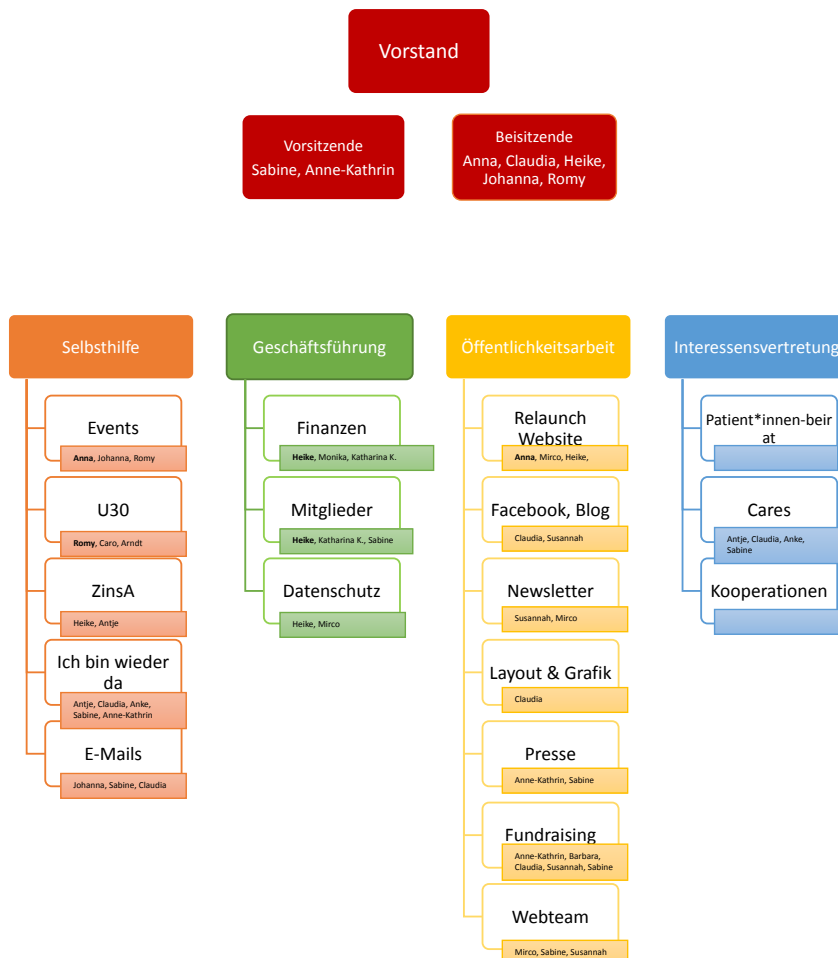 Vorstand
Vorsitzende
Sabine, Anne-Kathrin
Beisitzende
Anna, Claudia, Heike,
Johanna, Romy
Selbsthilfe
Events
Anna, Johanna, Romy
U30
Romy, Caro, Arndt
ZinsA
Heike, Antje
Ich bin wieder
da
Antje, Claudia, Anke,
Sabine, Anne-Kathrin
E-Mails
Johanna, Sabine, Claudia
Geschäftsführung
Finanzen
Heike, Monika, Katharina K.
Mitglieder
Heike, Katharina K., Sabine
Datenschutz
Heike, Mirco
Öffentlichkeitsarbeit
Relaunch
Website
Anna, Mirco, Heike,
Facebook, Blog
Claudia, Susannah
Newsletter
Susannah, Mirco
Layout & Grafik
Claudia
Presse
Anne-Kathrin, Sabine
Fundraising
Anne-Kathrin, Barbara,
Claudia, Susannah, Sabine
Webteam
Mirco, Sabine, Susannah
Interessensvertretung
Patient*innen-beir
at
Cares
Antje, Claudia, Anke,
Sabine
Kooperationen